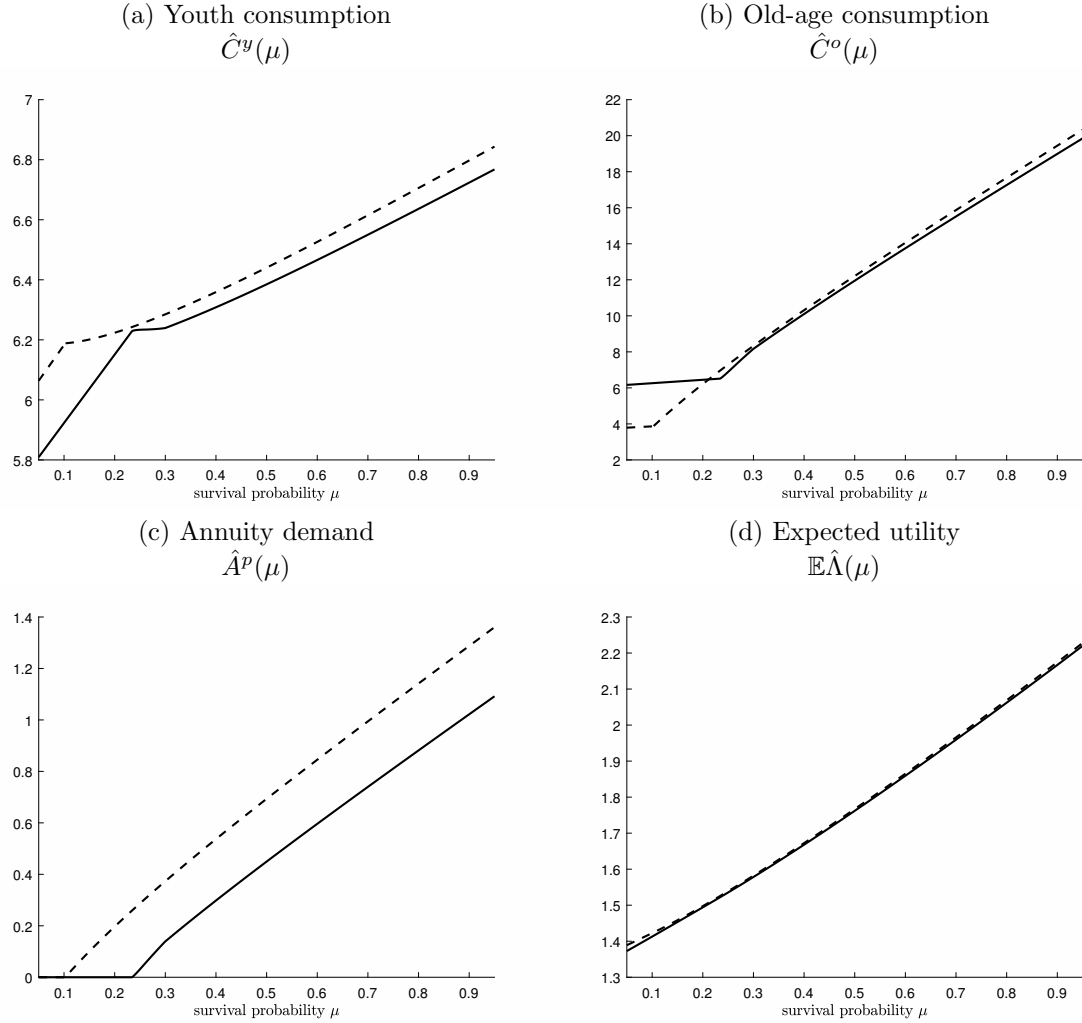 (a) Youth consumption
Ĉʸ(μ)
7
6.8
6.6
6.4
6.2
6
5.8
0.1 0.2 0.3 0.4 0.5 0.6 0.7 0.8 0.9
survival probability μ
(b) Old-age consumption
Ĉᵒ(μ)
22
20
18
16
14
12
10
8
6
4
2
0.1 0.2 0.3 0.4 0.5 0.6 0.7 0.8 0.9
survival probability μ
(c) Annuity demand
Âᵖ(μ)
1.4
1.2
1
0.8
0.6
0.4
0.2
0
0.1 0.2 0.3 0.4 0.5 0.6 0.7 0.8 0.9
survival probability μ
(d) Expected utility
𝔼Λ̂(μ)
2.3
2.2
2.1
2
1.9
1.8
1.7
1.6
1.5
1.4
1.3
0.1 0.2 0.3 0.4 0.5 0.6 0.7 0.8 0.9
survival probability μ